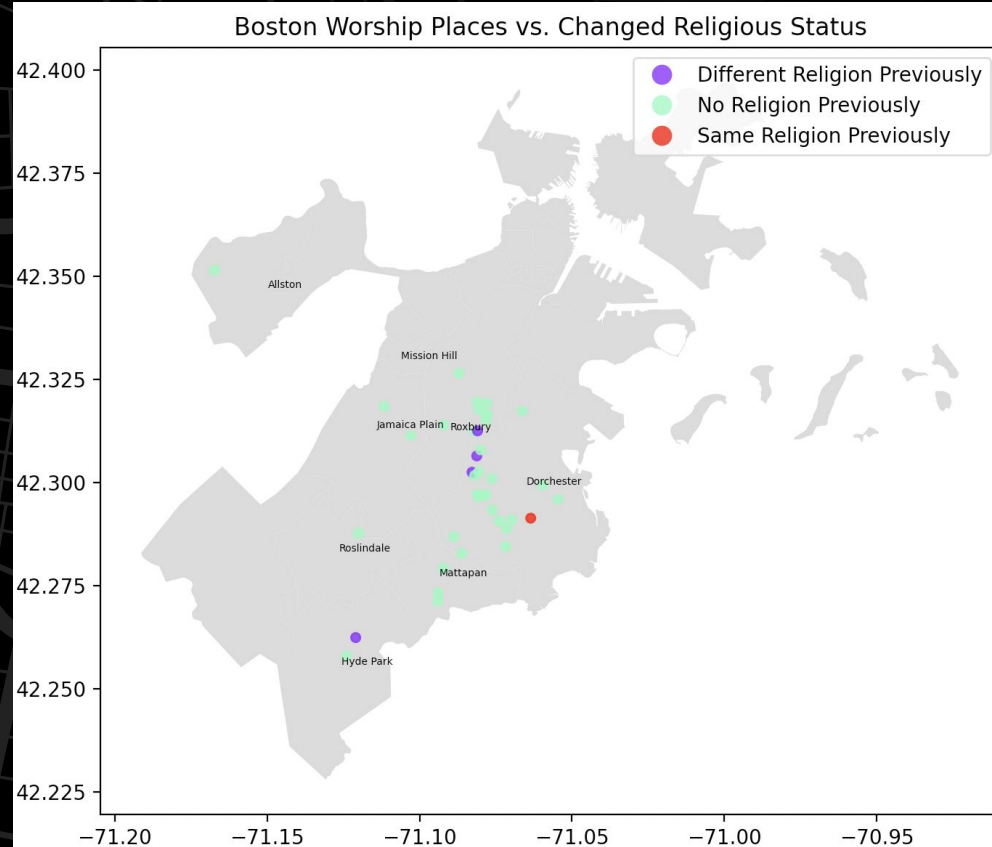 Boston Worship Places vs. Changed Religious Status
42.400
Different Religion Previously
No Religion Previously
Same Religion Previously
42.375
42.350
Allston
Mission Hill
42.325
Jamaica Plain
Roxbury
42.300
Dorchester
Roslindale
42.275
Mattapan
Hyde Park
42.250
42.225
−71.20 −71.15 −71.10 −71.05 −71.00 −70.95